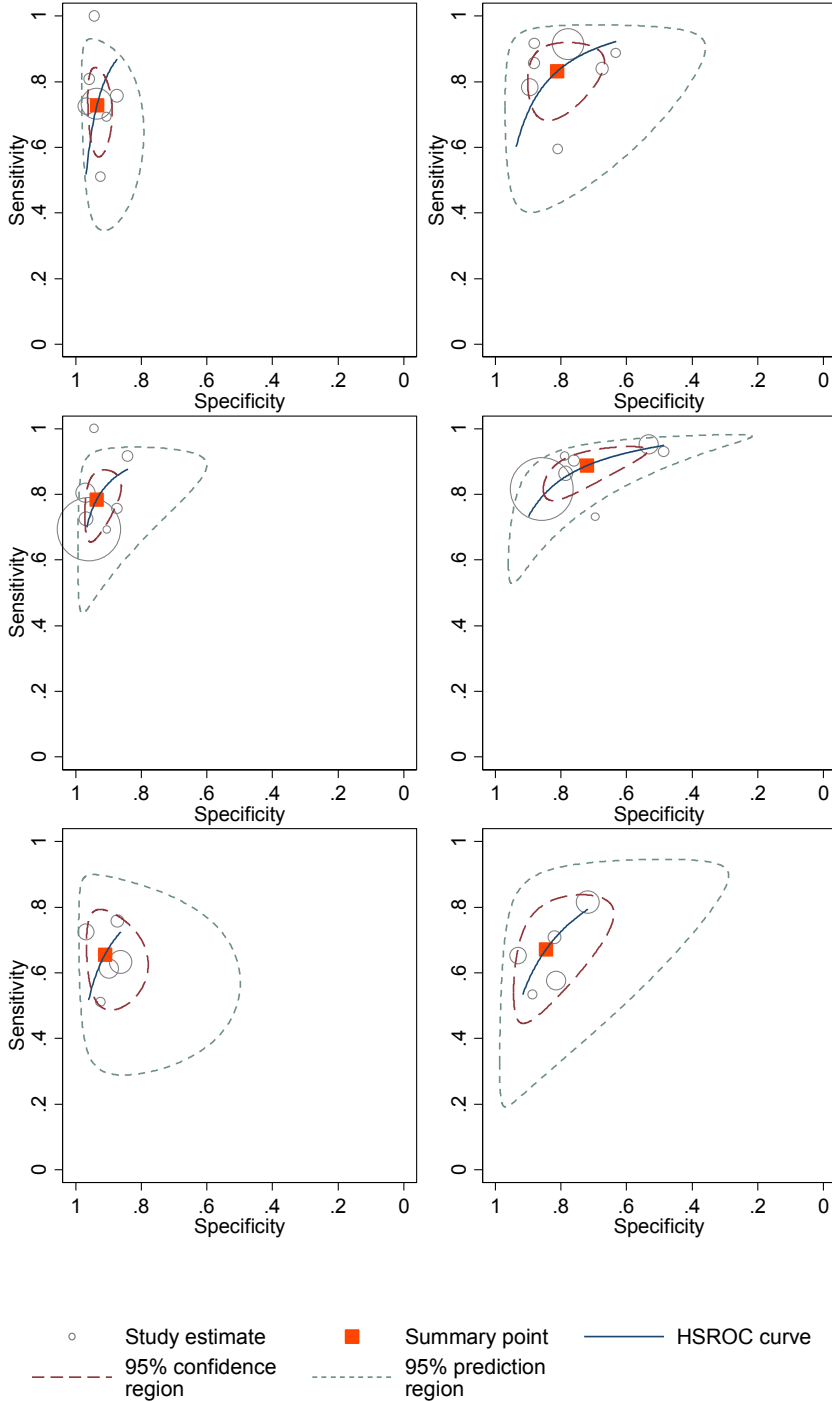 1
.8
.6
.4
.2
0
Sensitivity
1 .8 .6 .4 .2 0
Specificity
1
.8
.6
.4
.2
0
Sensitivity
1 .8 .6 .4 .2 0
Specificity
1
.8
.6
.4
.2
0
Sensitivity
1 .8 .6 .4 .2 0
Specificity
1
.8
.6
.4
.2
0
Sensitivity
1 .8 .6 .4 .2 0
Specificity
1
.8
.6
.4
.2
0
Sensitivity
1 .8 .6 .4 .2 0
Specificity
1
.8
.6
.4
.2
0
Sensitivity
1 .8 .6 .4 .2 0
Specificity
Study estimate
Summary point
HSROC curve
95% confidence
region
95% prediction
region